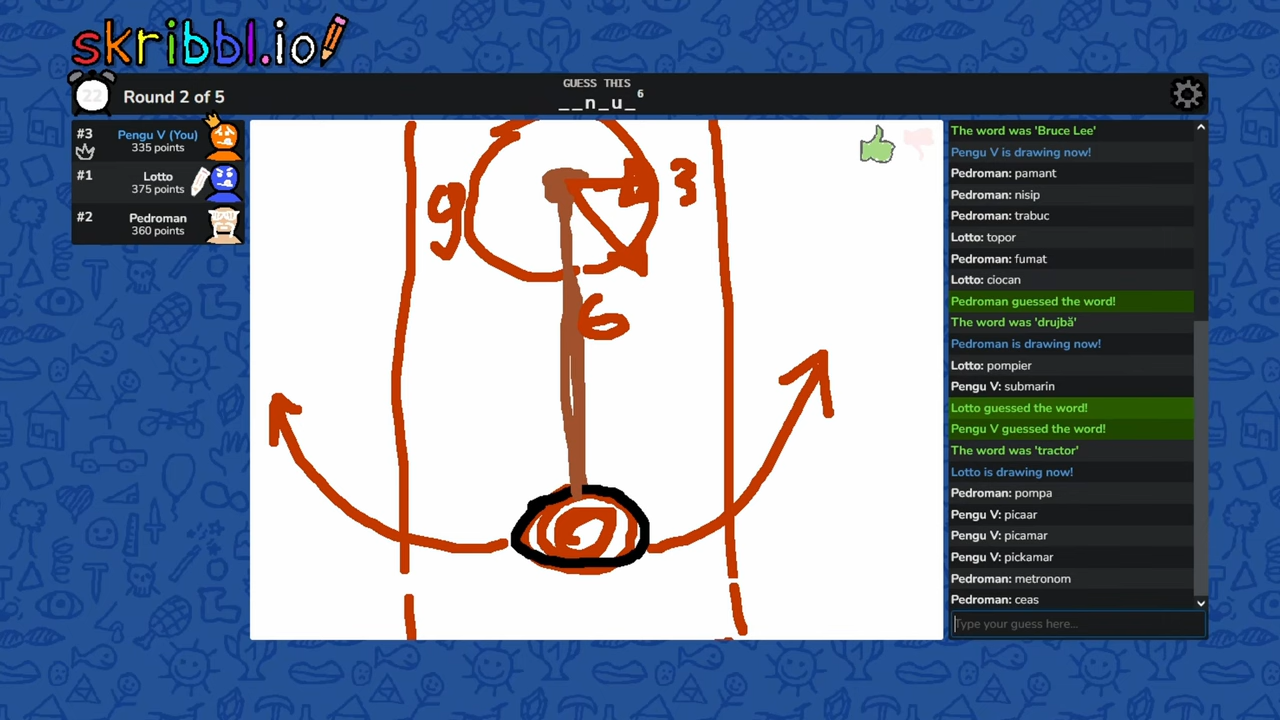 skribbl.io
22
Round 2 of 5
GUESS THIS
__n_u_ 6
#3 Pengu V (You)
335 points
#1 Lotto
375 points
#2 Pedroman
360 points
9 3
6
The word was 'Bruce Lee'
Pengu V is drawing now!
Pedroman: pamant
Pedroman: nisip
Pedroman: trabuc
Lotto: topor
Pedroman: fumat
Lotto: ciocan
Pedroman guessed the word!
The word was 'drujbă'
Pedroman is drawing now!
Lotto: pompier
Pengu V: submarin
Lotto guessed the word!
Pengu V guessed the word!
The word was 'tractor'
Lotto is drawing now!
Pedroman: pompa
Pengu V: picaar
Pengu V: picamar
Pengu V: pickamar
Pedroman: metronom
Pedroman: ceas
Type your guess here...